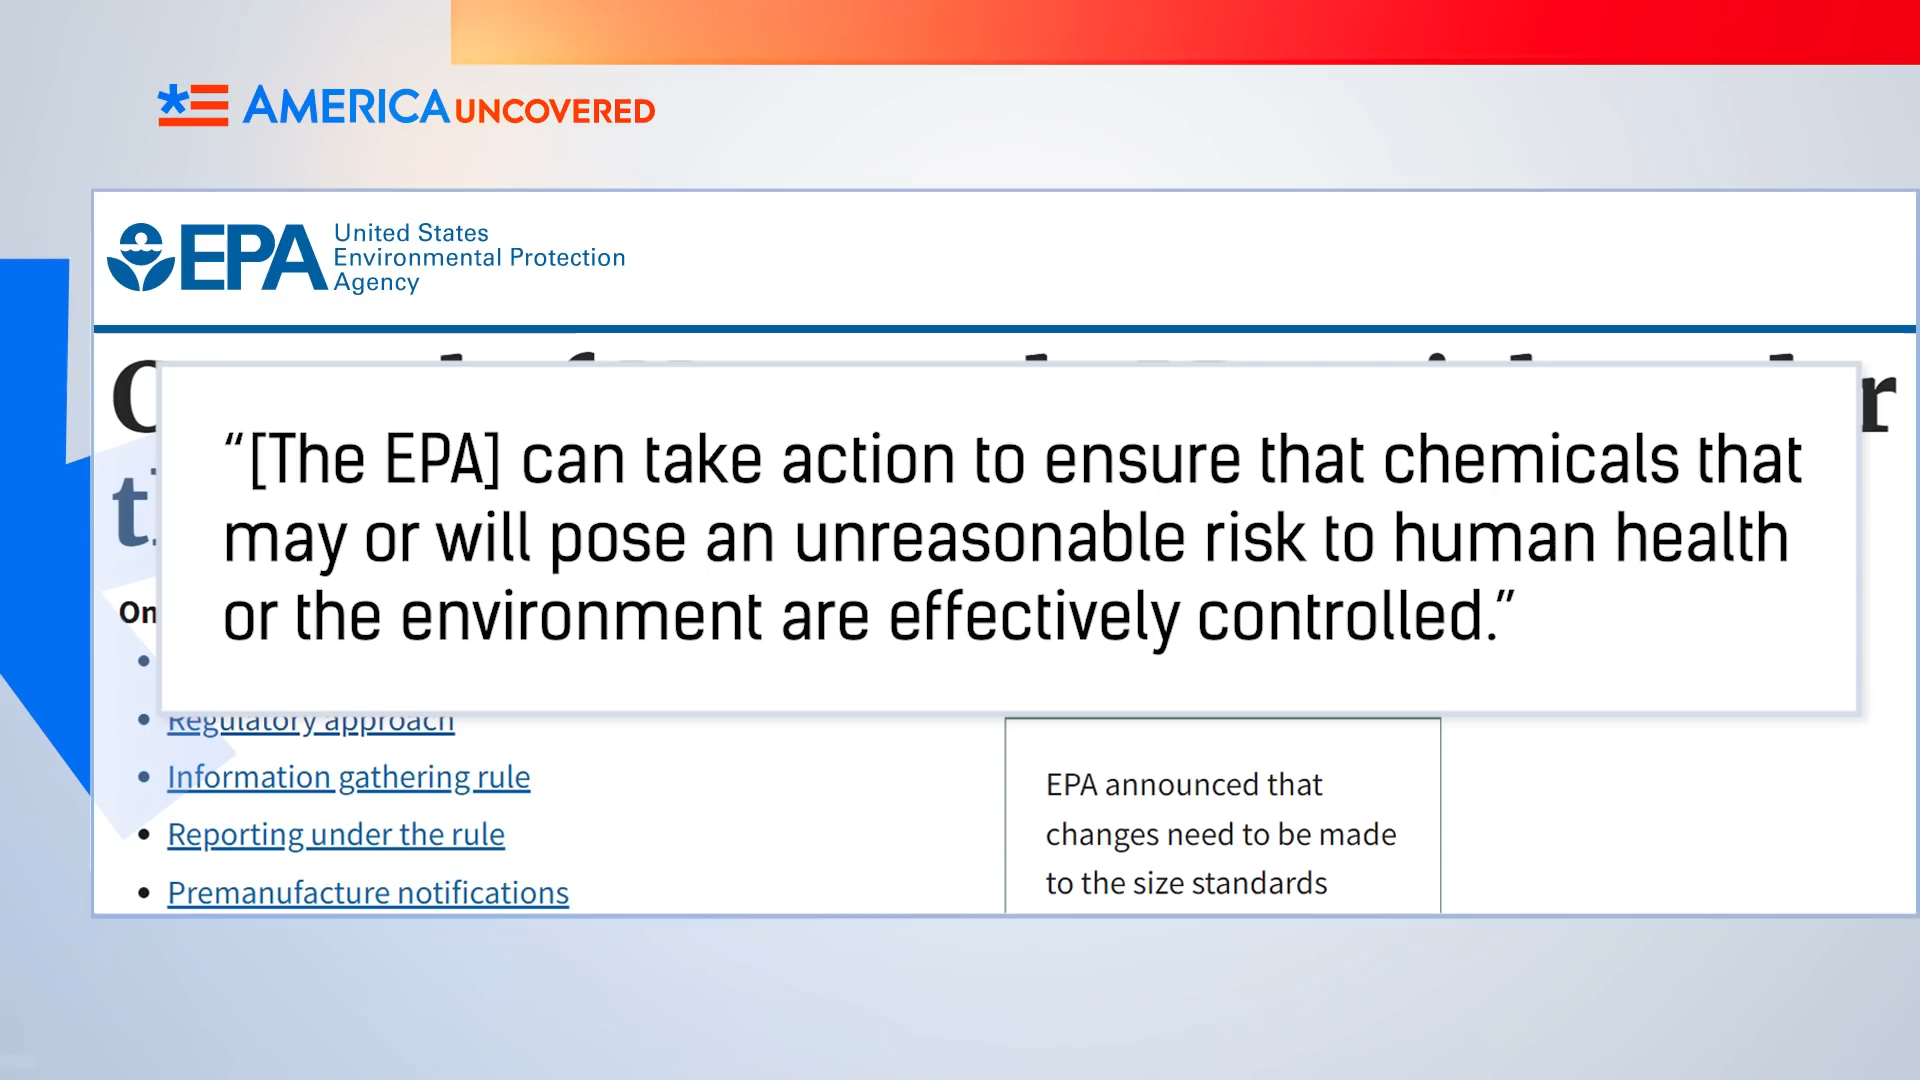 AMERICA UNCOVERED
EPA
United States
Environmental Protection
Agency
“[The EPA] can take action to ensure that chemicals that
may or will pose an unreasonable risk to human health
or the environment are effectively controlled.”
On
Regulatory approach
Information gathering rule
Reporting under the rule
Premanufacture notifications
EPA announced that
changes need to be made
to the size standards